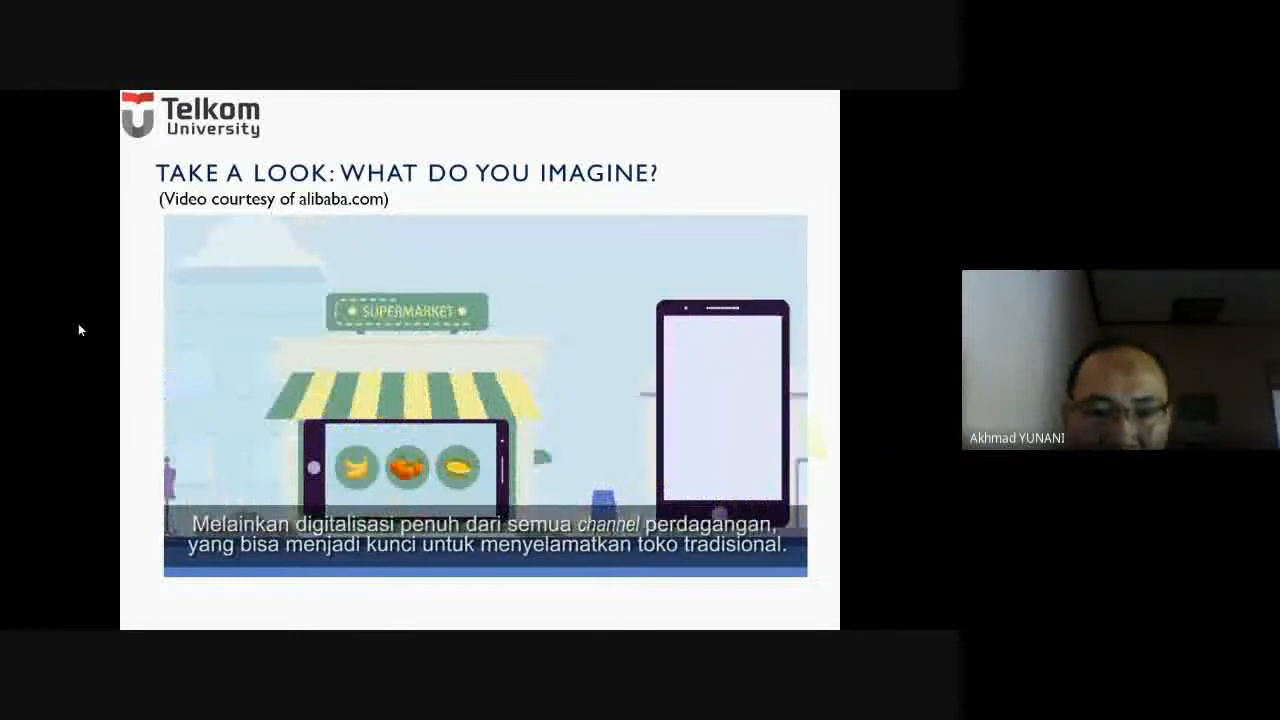 Telkom
University
TAKE A LOOK: WHAT DO YOU IMAGINE?
(Video courtesy of alibaba.com)
SUPERMARKET
Melainkan digitalisasi penuh dari semua channel perdagangan,
yang bisa menjadi kunci untuk menyelamatkan toko tradisional.
Akhmad YUNANI